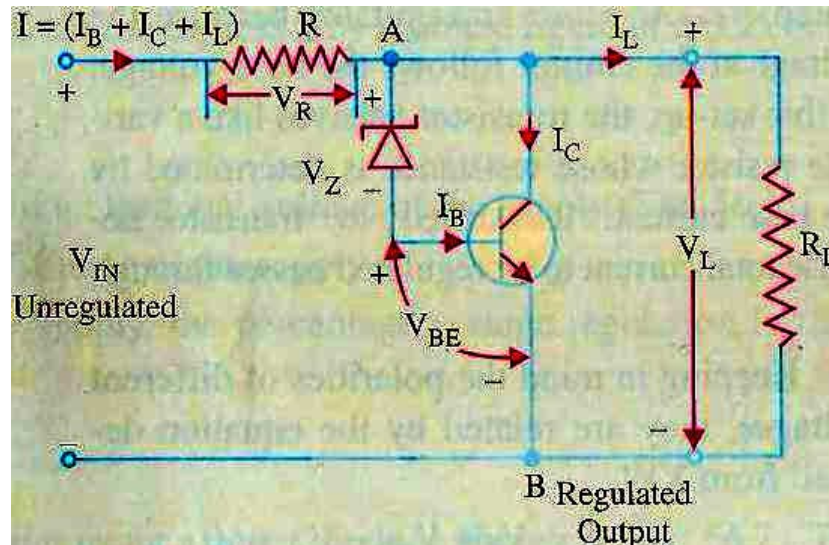 I = (I_B + I_C + I_L)
R
A
I_L
+
+
V_R
+
I_C
V_Z
−
I_B
V_IN
Unregulated
+
V_BE
−
V_L
R_L
−
−
B
Regulated
Output